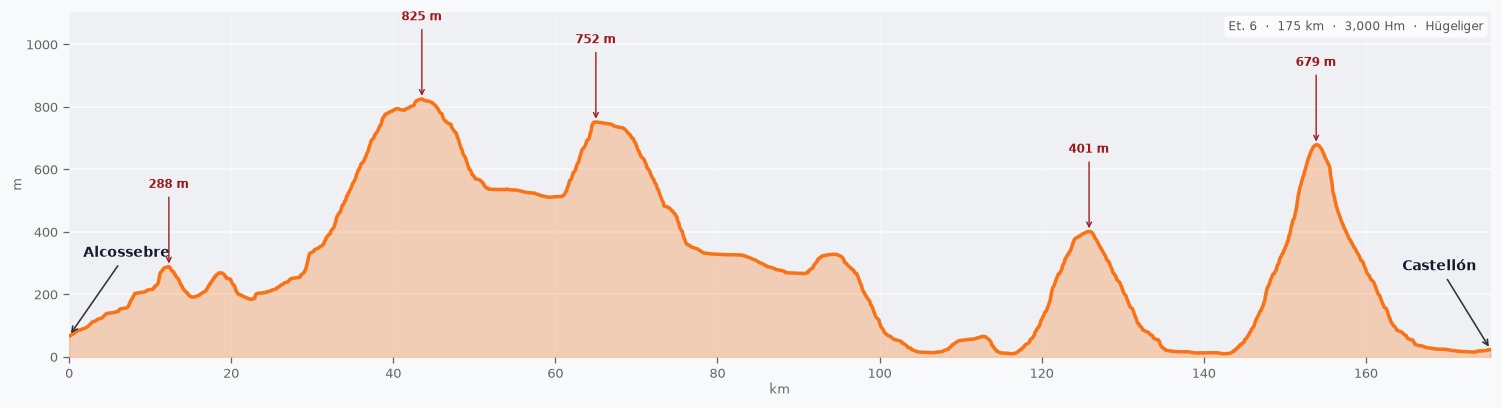 825 m
Et. 6 · 175 km · 3,000 Hm · Hügeliger
752 m
1000
679 m
800
401 m
600
288 m
m
400
Alcossebre
Castellón
200
0
0 20 40 60 80 100 120 140 160
km